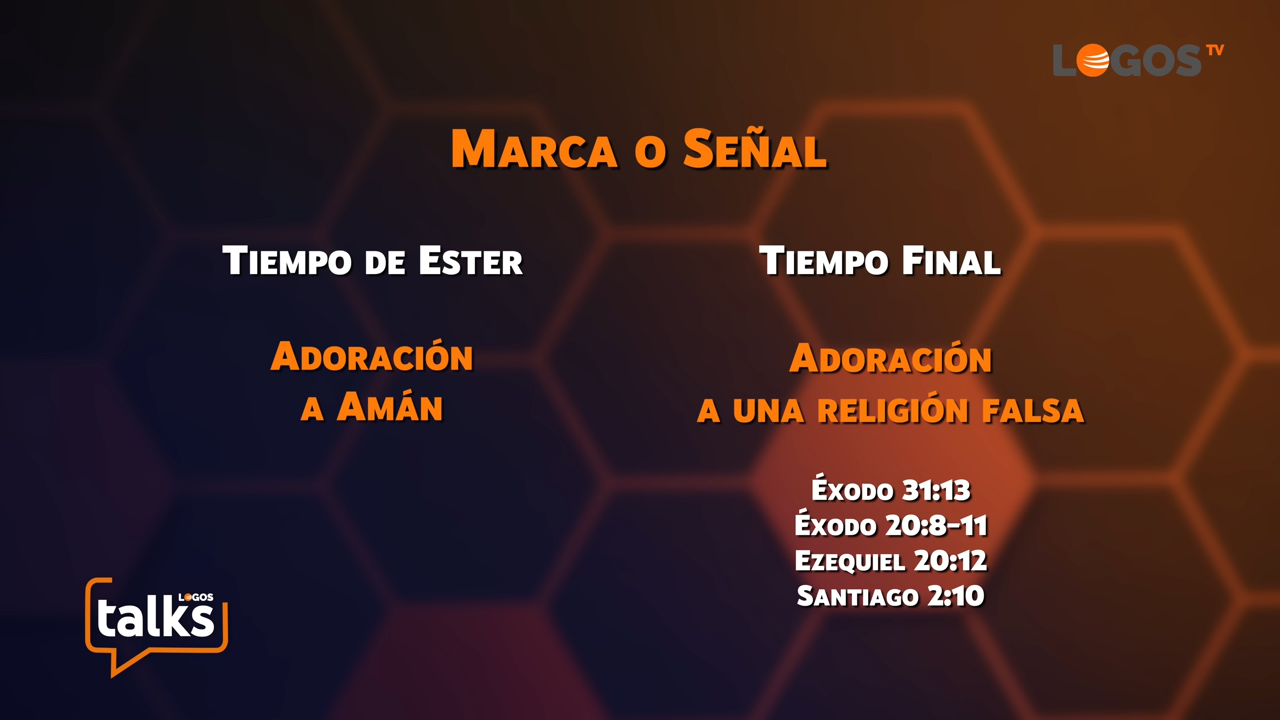 LOGOS TV
Marca o Señal
Tiempo de Ester
Adoración
a Amán
Tiempo Final
Adoración
a una religión falsa
Éxodo 31:13
Éxodo 20:8-11
Ezequiel 20:12
Santiago 2:10
LOGOS
talks